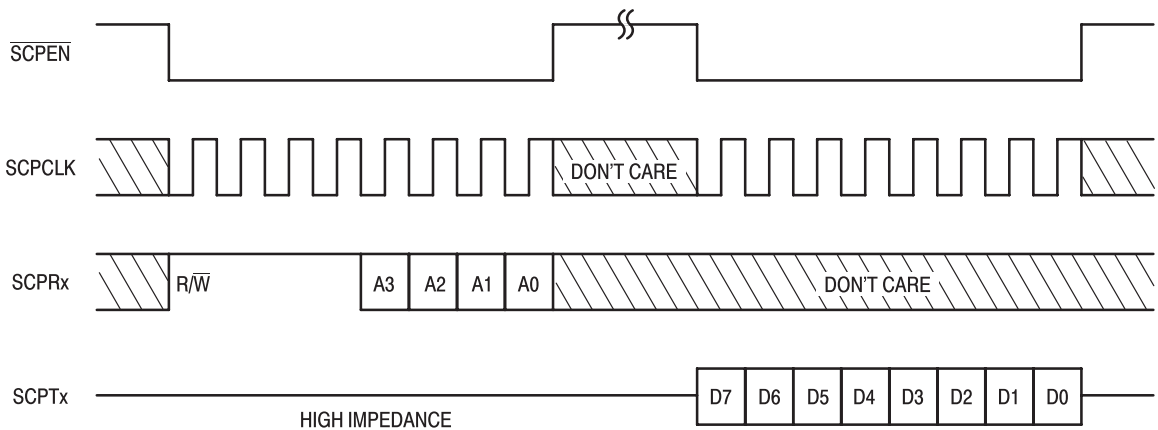 S̅C̅P̅E̅N̅
SCPCLK
DON'T CARE
SCPRx
R/W̅
A3
A2
A1
A0
DON'T CARE
SCPTx
HIGH IMPEDANCE
D7
D6
D5
D4
D3
D2
D1
D0